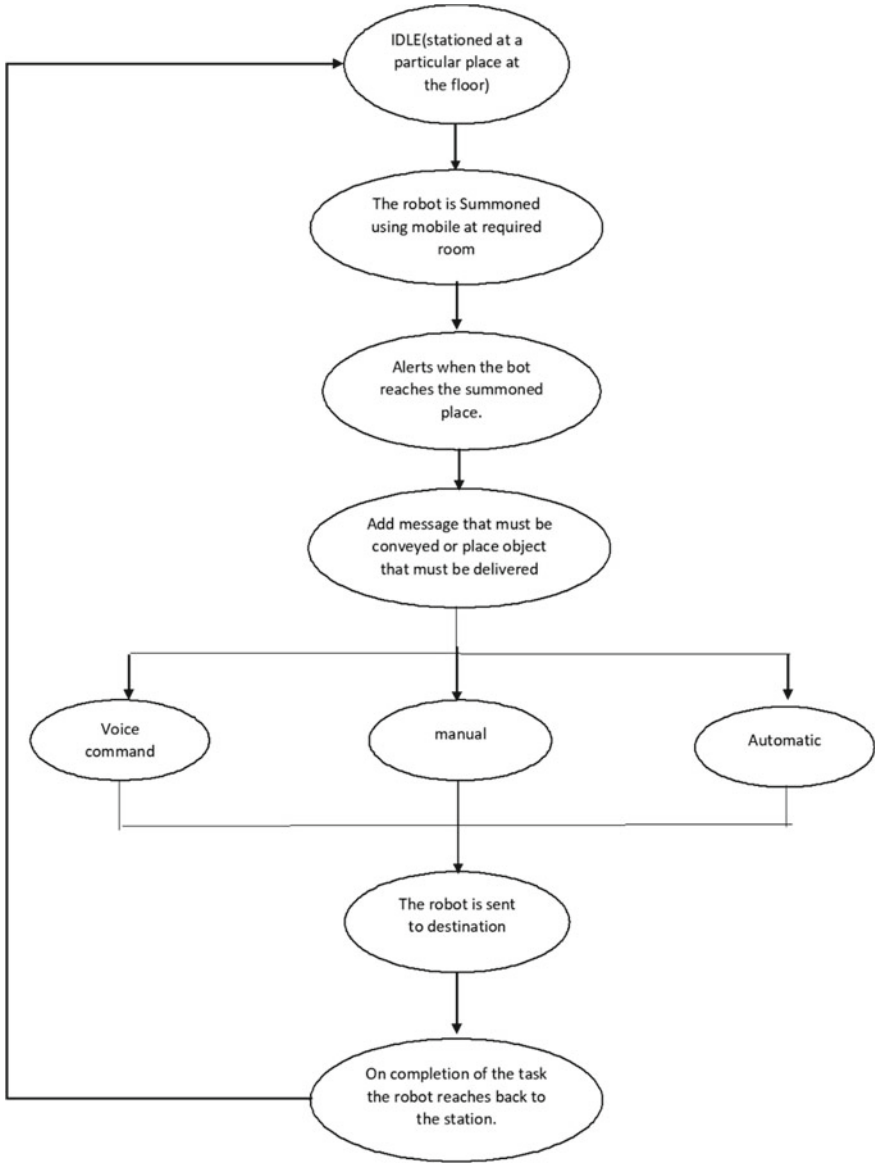 IDLE(stationed at a
particular place at
the floor)
The robot is Summoned
using mobile at required
room
Alerts when the bot
reaches the summoned
place.
Add message that must be
conveyed or place object
that must be delivered
Voice
command
manual
Automatic
The robot is sent
to destination
On completion of the task
the robot reaches back to
the station.